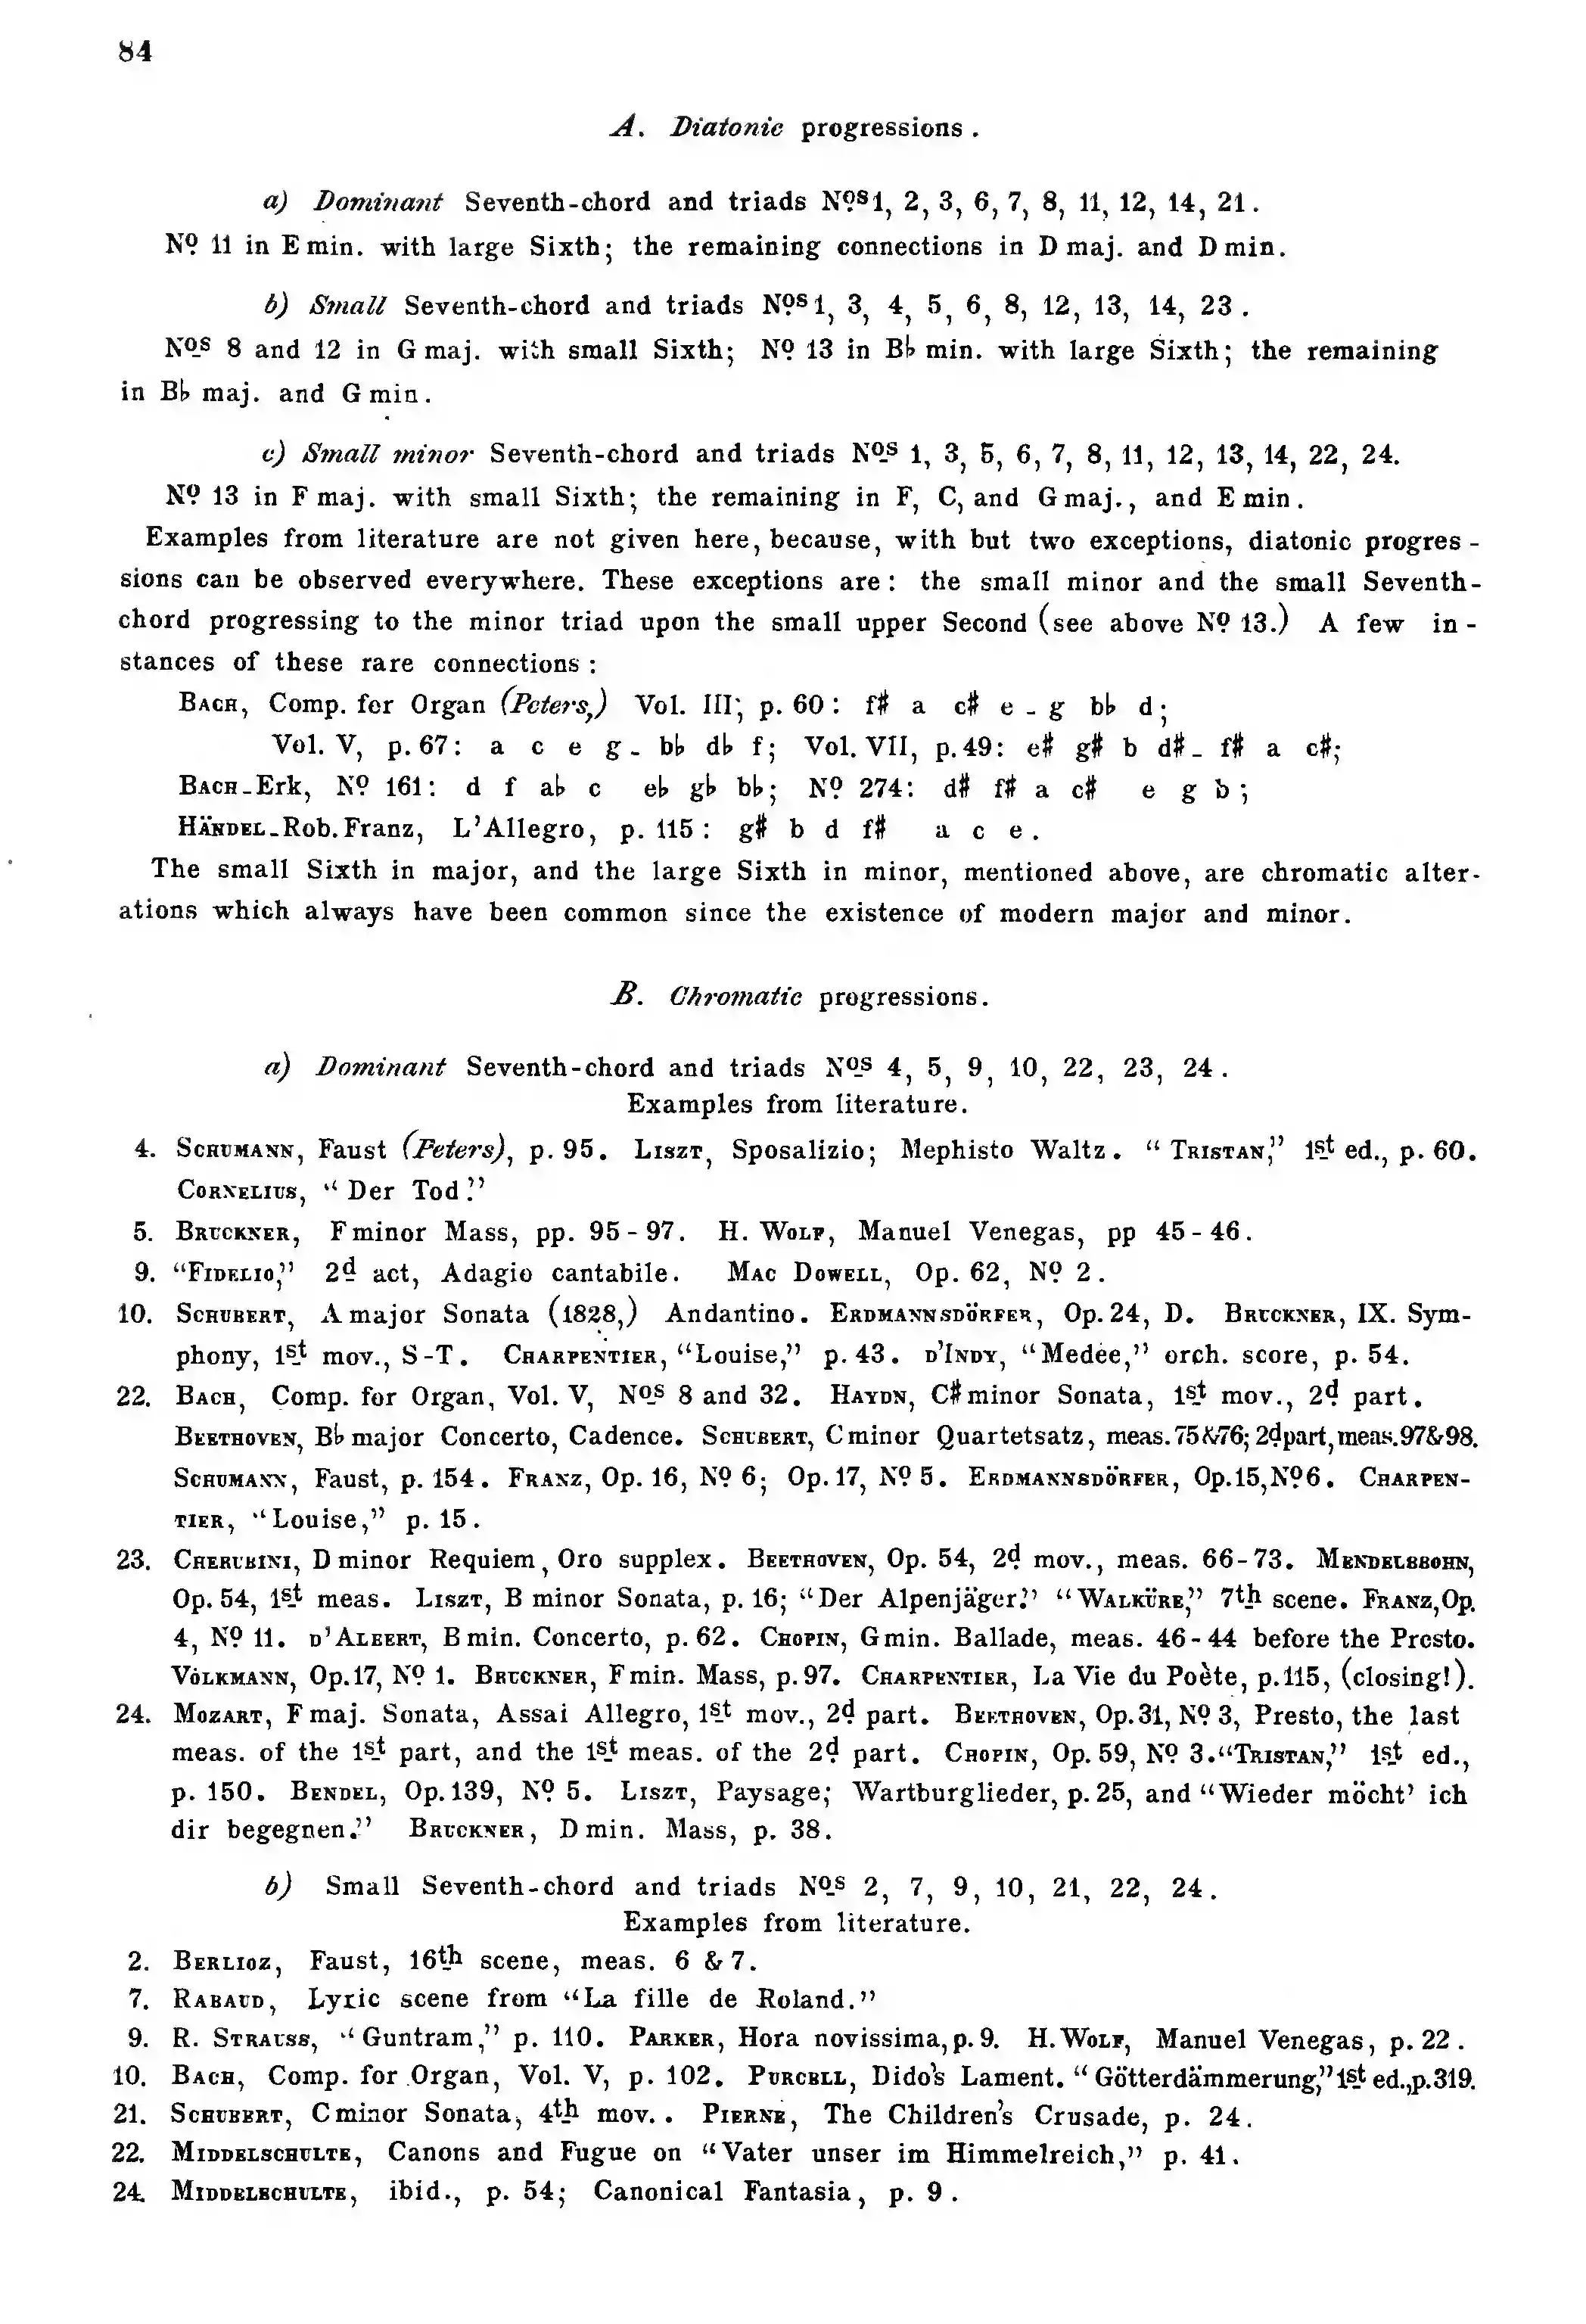 84
A. Diatonic progressions.
a) Dominant Seventh-chord and triads Nos 1, 2, 3, 6, 7, 8, 11, 12, 14, 21.
No 11 in E min. with large Sixth; the remaining connections in D maj. and D min.
b) Small Seventh-chord and triads Nos 1, 3, 4, 5, 6, 8, 12, 13, 14, 23.
Nos 8 and 12 in G maj. with small Sixth; No 13 in B♭ min. with large Sixth; the remaining
in B♭ maj. and G min.
c) Small minor Seventh-chord and triads Nos 1, 3, 5, 6, 7, 8, 11, 12, 13, 14, 22, 24.
No 13 in F maj. with small Sixth; the remaining in F, C, and G maj., and E min.
Examples from literature are not given here, because, with but two exceptions, diatonic progres-
sions can be observed everywhere. These exceptions are: the small minor and the small Seventh-
chord progressing to the minor triad upon the small upper Second (see above No 13.) A few in-
stances of these rare connections:
BACH, Comp. for Organ (Peters,) Vol. III; p. 60: f♯ a c♯ e - g b♭ d;
Vol. V, p. 67: a c e g - b♭ d♭ f; Vol. VII, p. 49: e♯ g♯ b d♯ - f♯ a c♯;
BACH-Erk, No 161: d f a♭ c e♭ g♭ b♭; No 274: d♯ f♯ a c♯ e g b;
HÄNDEL-Rob. Franz, L'Allegro, p. 115: g♯ b d f♯ a c e.
The small Sixth in major, and the large Sixth in minor, mentioned above, are chromatic alter-
ations which always have been common since the existence of modern major and minor.
B. Chromatic progressions.
a) Dominant Seventh-chord and triads Nos 4, 5, 9, 10, 22, 23, 24.
Examples from literature.
4. SCHUMANN, Faust (Peters), p. 95. LISZT, Sposalizio; Mephisto Waltz. "TRISTAN," 1st ed., p. 60.
CORNELIUS, "Der Tod."
5. BRUCKNER, F minor Mass, pp. 95-97. H. WOLF, Manuel Venegas, pp 45-46.
9. "FIDELIO," 2d act, Adagio cantabile. MAC DOWELL, Op. 62, No 2.
10. SCHUBERT, A major Sonata (1828,) Andantino. ERDMANNSDÖRFER, Op. 24, D. BRUCKNER, IX. Sym-
phony, 1st mov., S-T. CHARPENTIER, "Louise," p. 43. D'INDY, "Medée," orch. score, p. 54.
22. BACH, Comp. for Organ, Vol. V, Nos 8 and 32. HAYDN, C♯ minor Sonata, 1st mov., 2d part.
BEETHOVEN, B♭ major Concerto, Cadence. SCHUBERT, C minor Quartetsatz, meas. 75 & 76; 2d part, meas. 97 & 98.
SCHUMANN, Faust, p. 154. FRANZ, Op. 16, No 6; Op. 17, No 5. ERDMANNSDÖRFER, Op. 15, No 6. CHARPEN-
TIER, "Louise," p. 15.
23. CHERUBINI, D minor Requiem, Oro supplex. BEETHOVEN, Op. 54, 2d mov., meas. 66-73. MENDELSSOHN,
Op. 54, 1st meas. LISZT, B minor Sonata, p. 16; "Der Alpenjäger." "WALKÜRE," 7th scene. FRANZ, Op.
4, No 11. D'ALBERT, B min. Concerto, p. 62. CHOPIN, G min. Ballade, meas. 46-44 before the Presto.
VOLKMANN, Op. 17, No 1. BRUCKNER, F min. Mass, p. 97. CHARPENTIER, La Vie du Poète, p. 115, (closing!).
24. MOZART, F maj. Sonata, Assai Allegro, 1st mov., 2d part. BEETHOVEN, Op. 31, No 3, Presto, the last
meas. of the 1st part, and the 1st meas. of the 2d part. CHOPIN, Op. 59, No 3. "TRISTAN," 1st ed.,
p. 150. BENDEL, Op. 139, No 5. LISZT, Paysage; Wartburglieder, p. 25, and "Wieder möcht' ich
dir begegnen." BRUCKNER, D min. Mass, p. 38.
b) Small Seventh-chord and triads Nos 2, 7, 9, 10, 21, 22, 24.
Examples from literature.
2. BERLIOZ, Faust, 16th scene, meas. 6 & 7.
7. RABAUD, Lyric scene from "La fille de Roland."
9. R. STRAUSS, "Guntram," p. 110. PARKER, Hora novissima, p. 9. H. WOLF, Manuel Venegas, p. 22.
10. BACH, Comp. for Organ, Vol. V, p. 102. PURCELL, Dido's Lament. "Götterdämmerung," 1st ed., p. 319.
21. SCHUBERT, C minor Sonata, 4th mov.. PIERNÉ, The Children's Crusade, p. 24.
22. MIDDELSCHULTE, Canons and Fugue on "Vater unser im Himmelreich," p. 41.
24. MIDDELSCHULTE, ibid., p. 54; Canonical Fantasia, p. 9.